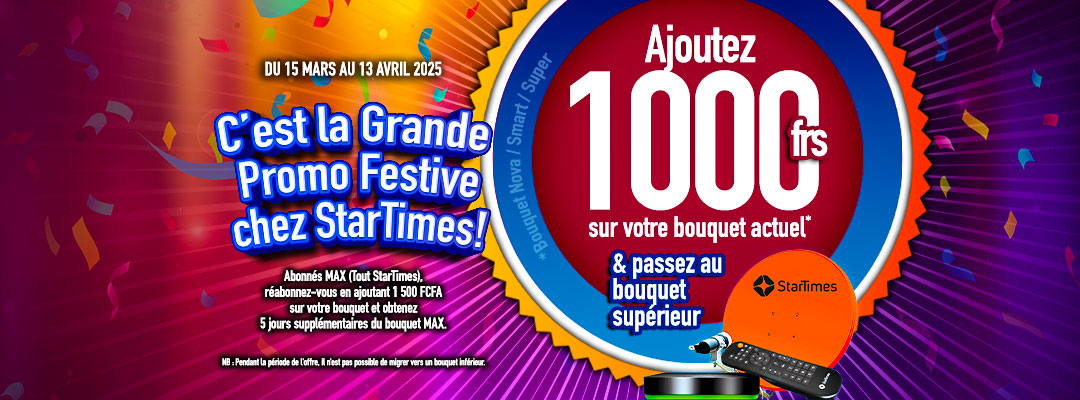 DU 15 MARS AU 13 AVRIL 2025
C'est la Grande
Promo Festive
chez StarTimes!
Abonnés MAX (Tout StarTimes),
réabonnez-vous en ajoutant 1 500 FCFA
sur votre bouquet et obtenez
5 jours supplémentaires du bouquet MAX.
NB : Pendant la période de l'offre, il n'est pas possible de migrer vers un bouquet inférieur.
*Bouquet Nova / Smart / Super
Ajoutez
1000
frs
sur votre bouquet actuel*
& passez au
bouquet
supérieur
StarTimes